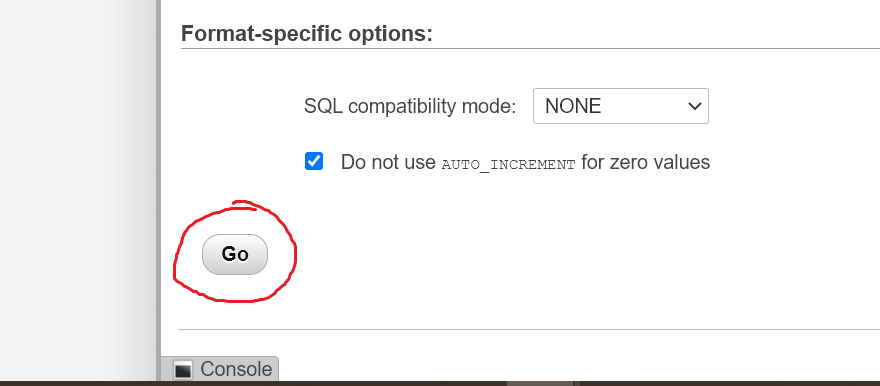 Format-specific options:
SQL compatibility mode: NONE
Do not use AUTO_INCREMENT for zero values
Go
Console